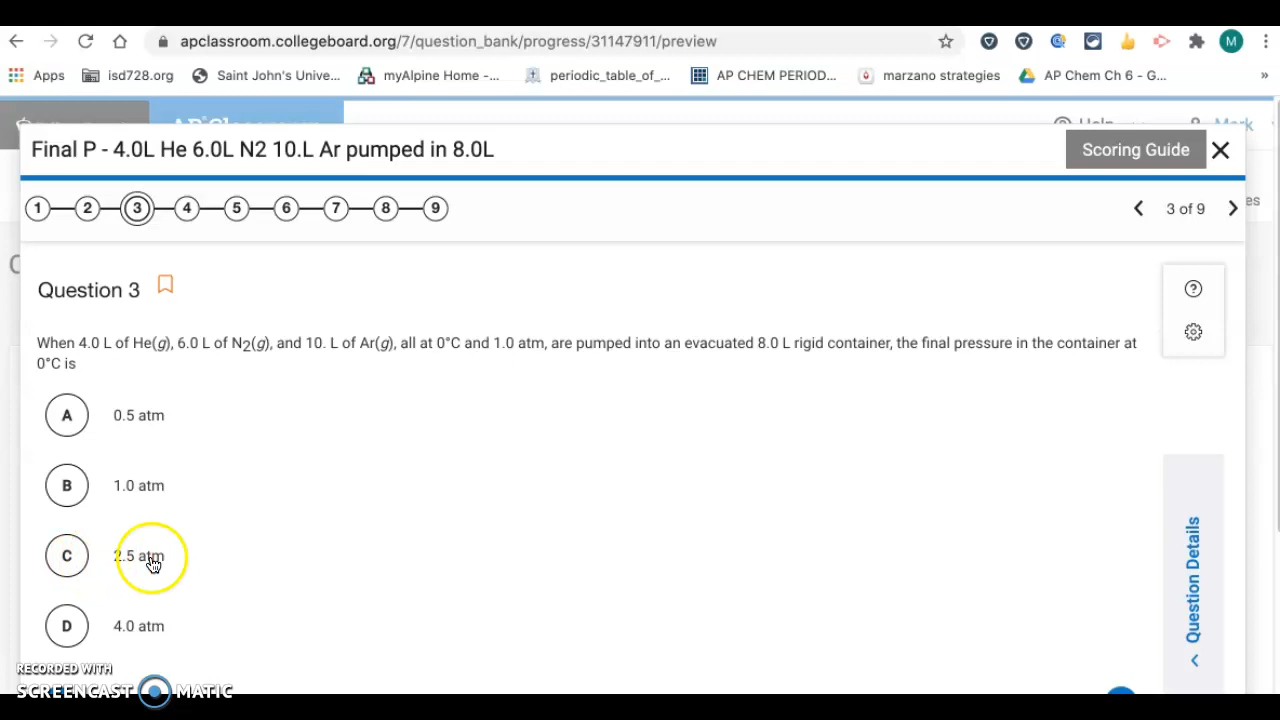 apclassroom.collegeboard.org/7/question_bank/progress/31147911/preview
M
Apps isd728.org Saint John's Unive... myAlpine Home -... periodic_table_of_... AP CHEM PERIOD... marzano strategies AP Chem Ch 6 - G... »
Help Mark
Final P - 4.0L He 6.0L N2 10.L Ar pumped in 8.0L Scoring Guide
1 2 3 4 5 6 7 8 9 3 of 9
Question 3
?
When 4.0 L of He(g), 6.0 L of N2(g), and 10. L of Ar(g), all at 0°C and 1.0 atm, are pumped into an evacuated 8.0 L rigid container, the final pressure in the container at
0°C is
A 0.5 atm
B 1.0 atm
C 2.5 atm
D 4.0 atm
Question Details
RECORDED WITH
SCREENCAST MATIC